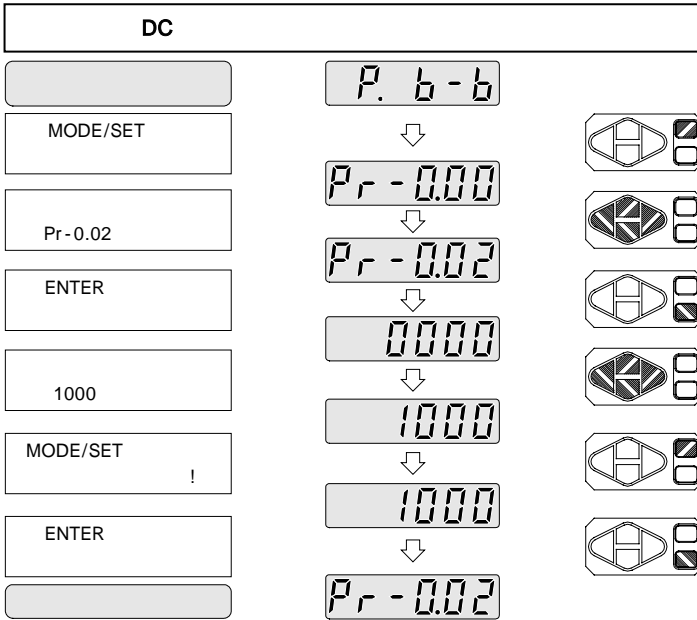 DC
P. b-b
MODE/SET
Pr-0.00
Pr-0.02
Pr-0.02
ENTER
0000
1000
1000
MODE/SET
!
1000
ENTER
Pr-0.02